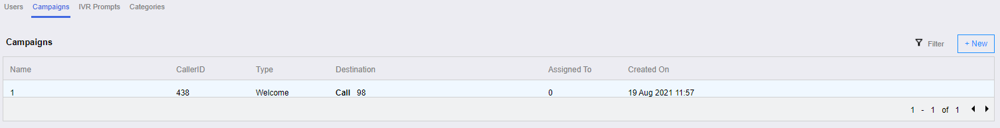 Users Campaigns IVR Prompts Categories
Campaigns Filter + New
Name CallerID Type Destination Assigned To Created On
1 438 Welcome Call 98 0 19 Aug 2021 11:57
1 - 1 of 1